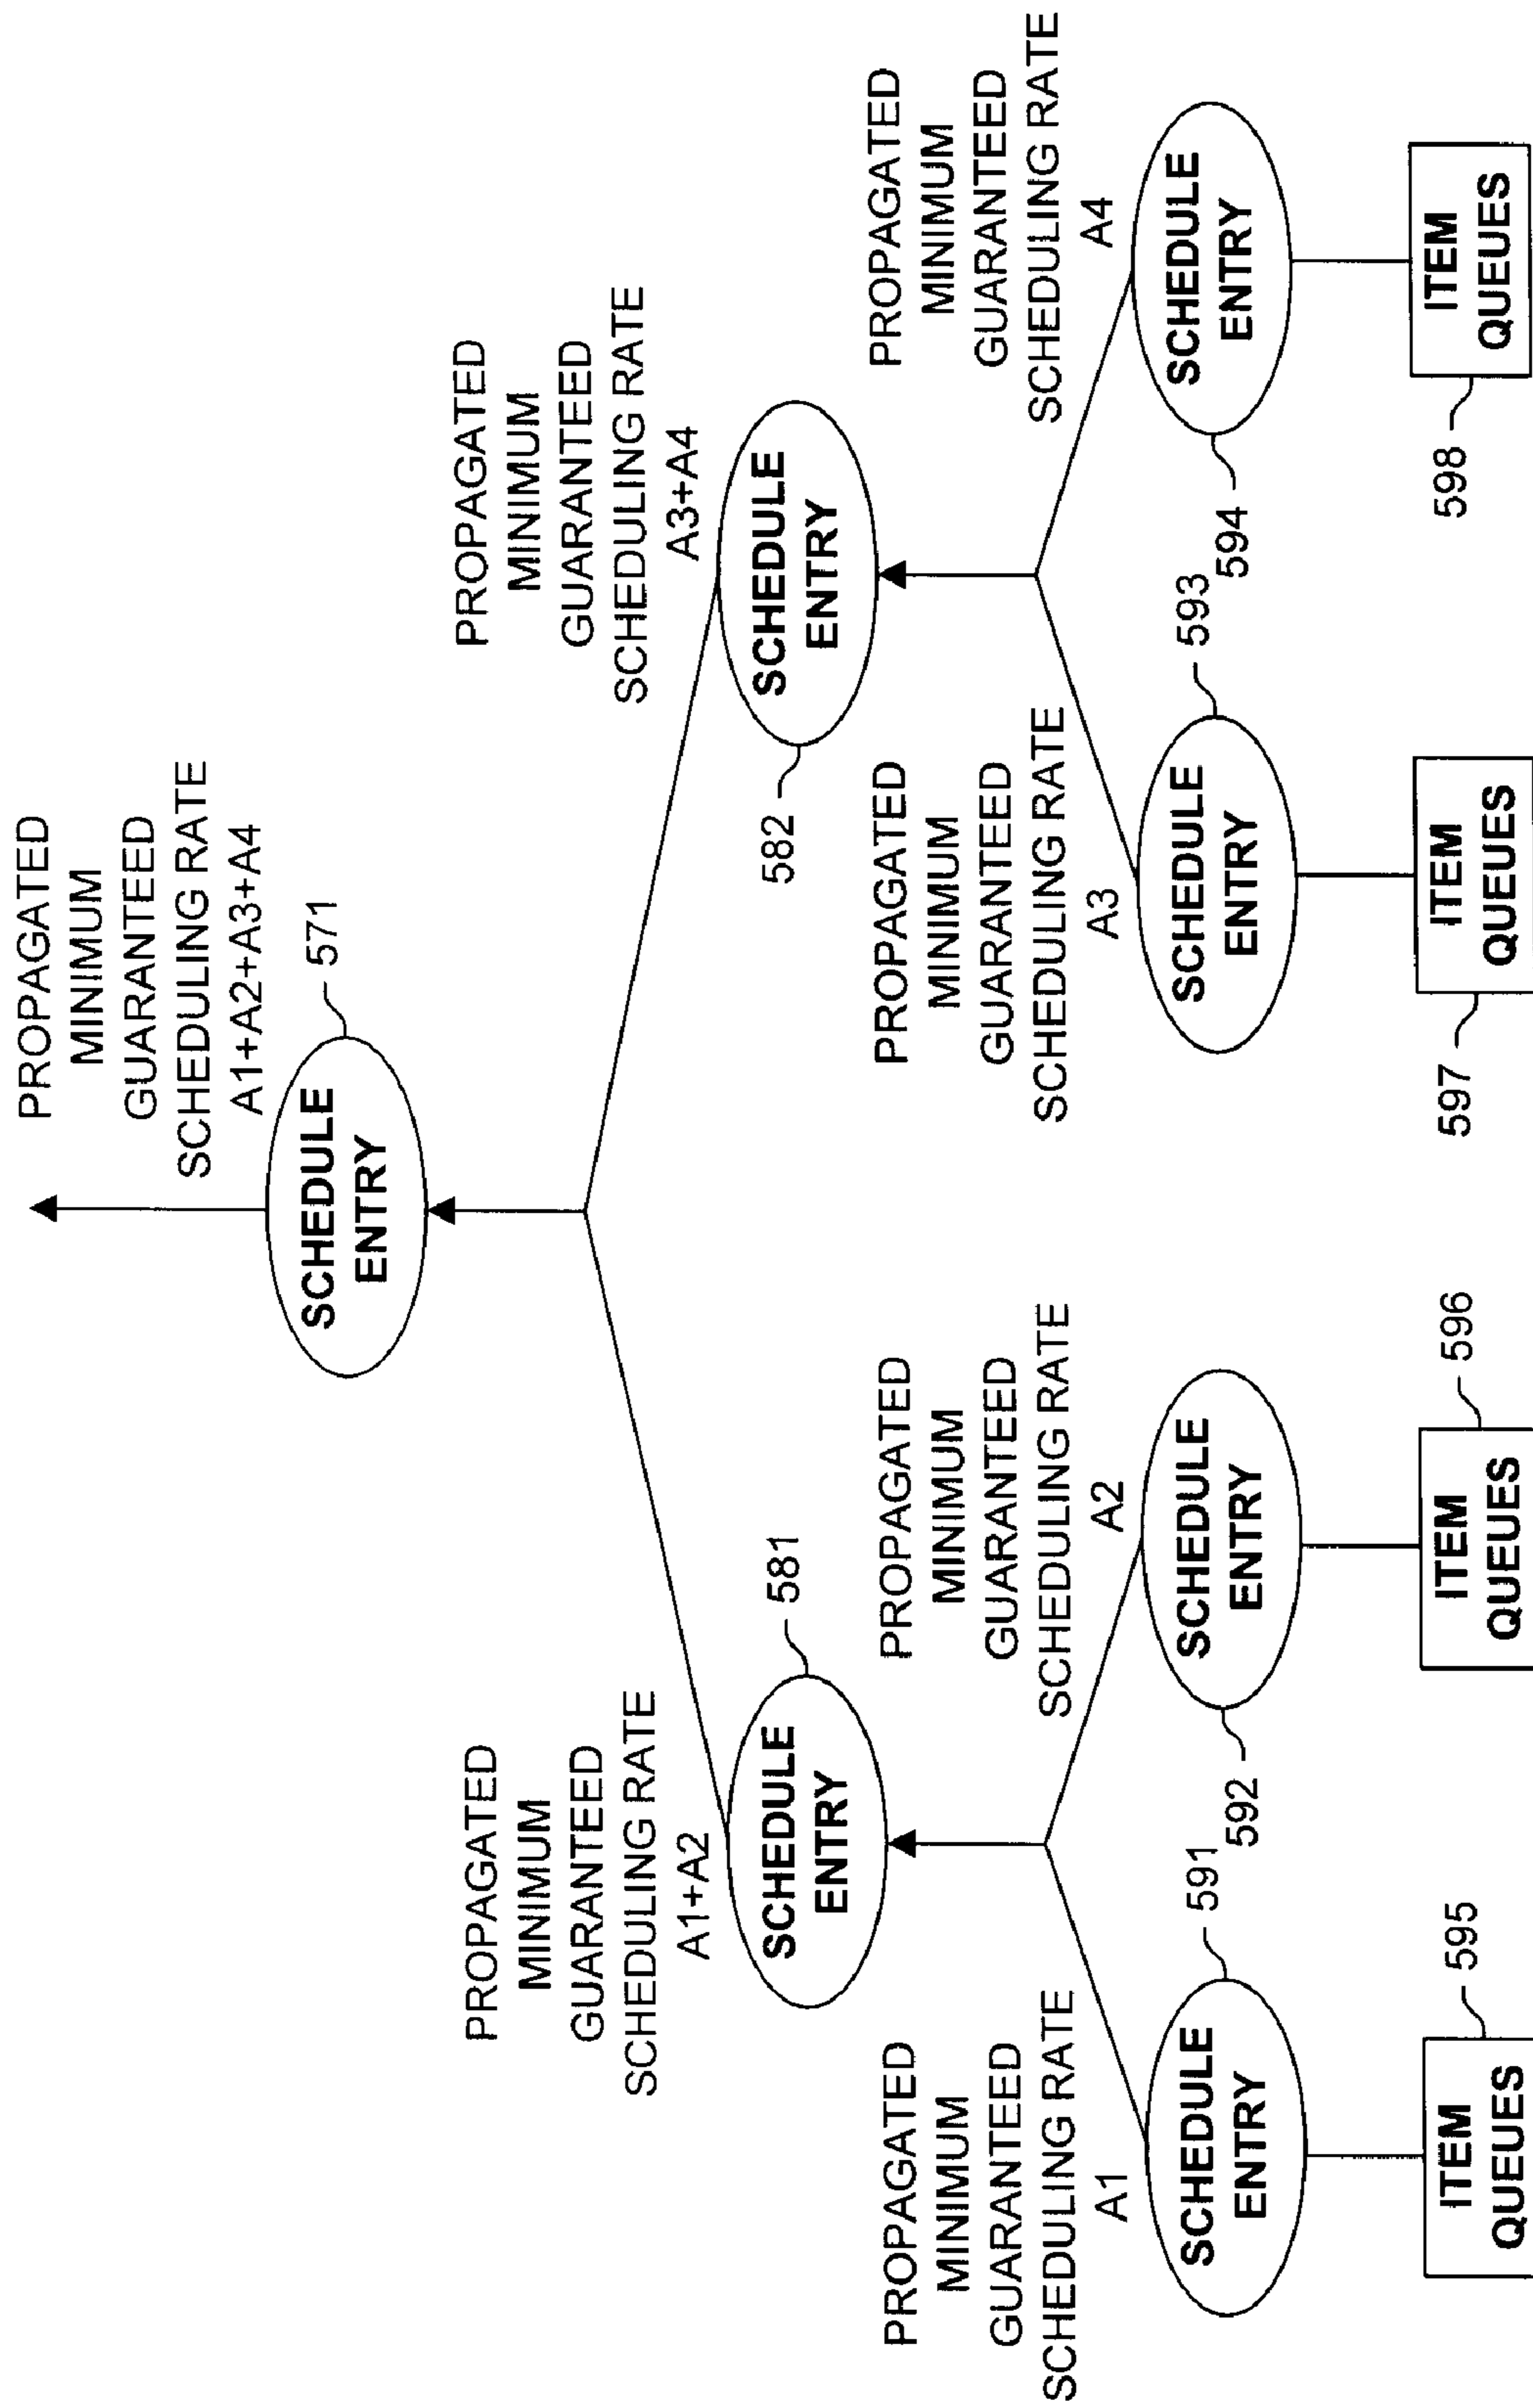 PROPAGATED
MINIMUM
GUARANTEED
SCHEDULING RATE
A1+A2+A3+A4
571
SCHEDULE
ENTRY
PROPAGATED
MINIMUM
GUARANTEED
SCHEDULING RATE
A1+A2
581
SCHEDULE
ENTRY
PROPAGATED
MINIMUM
GUARANTEED
SCHEDULING RATE
A3+A4
582
SCHEDULE
ENTRY
PROPAGATED
MINIMUM
GUARANTEED
SCHEDULING RATE
A1
591
SCHEDULE
ENTRY
PROPAGATED
MINIMUM
GUARANTEED
SCHEDULING RATE
A2
592
SCHEDULE
ENTRY
PROPAGATED
MINIMUM
GUARANTEED
SCHEDULING RATE
A3
593
SCHEDULE
ENTRY
PROPAGATED
MINIMUM
GUARANTEED
SCHEDULING RATE
A4
594
SCHEDULE
ENTRY
ITEM
QUEUES
595
ITEM
QUEUES
596
ITEM
QUEUES
597
ITEM
QUEUES
598